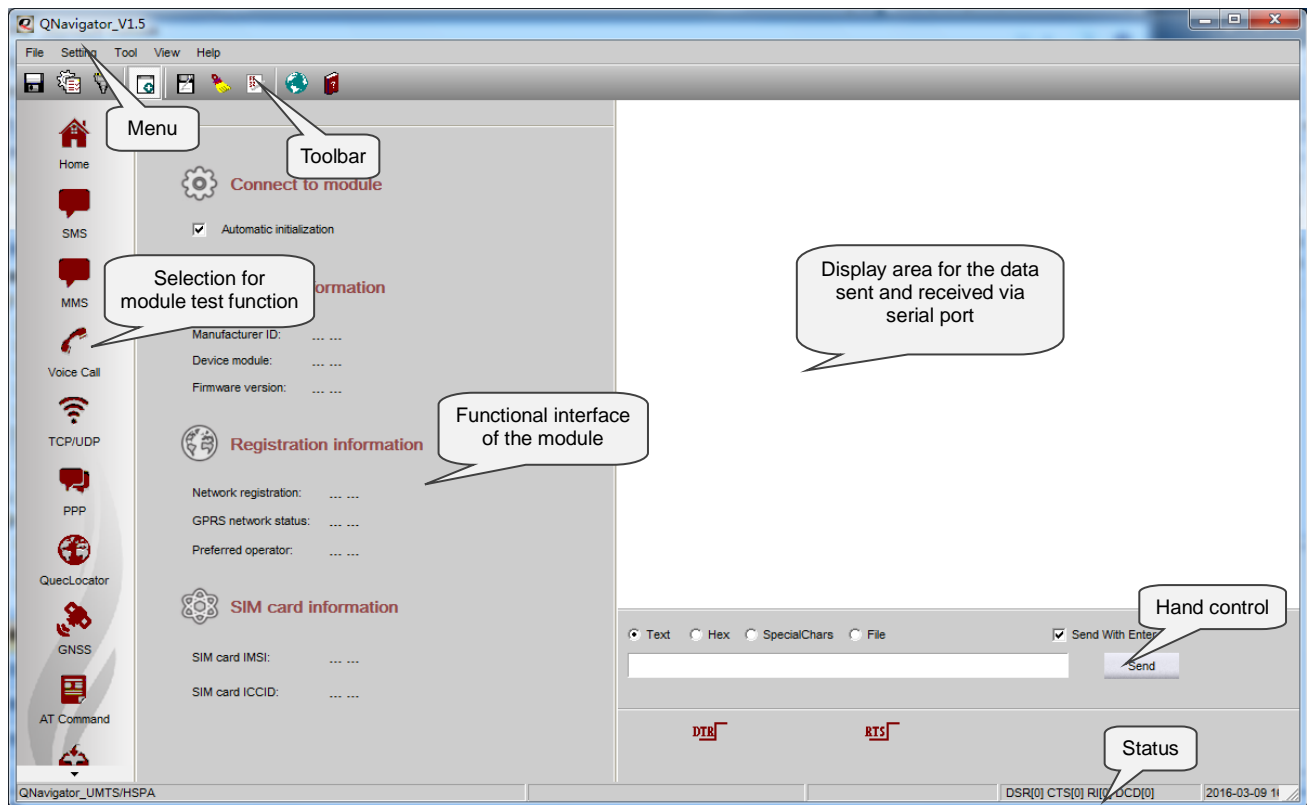 QNavigator_V1.5
File Setting Tool View Help
Menu
Toolbar
Home
SMS
MMS
Voice Call
TCP/UDP
PPP
QuecLocator
GNSS
AT Command
Connect to module
Automatic initialization
Selection for
module test function
Manufacturer ID: --- ---
Device module: --- ---
Firmware version: --- ---
Functional interface
of the module
Registration information
Network registration: --- ---
GPRS network status: --- ---
Preferred operator: --- ---
SIM card information
SIM card IMSI: --- ---
SIM card ICCID: --- ---
Display area for the data
sent and received via
serial port
Hand control
Text Hex SpecialChars File Send With Enter
Send
DTR RTS
Status
QNavigator_UMTS/HSPA DSR[0] CTS[0] RI[0] DCD[0] 2016-03-09